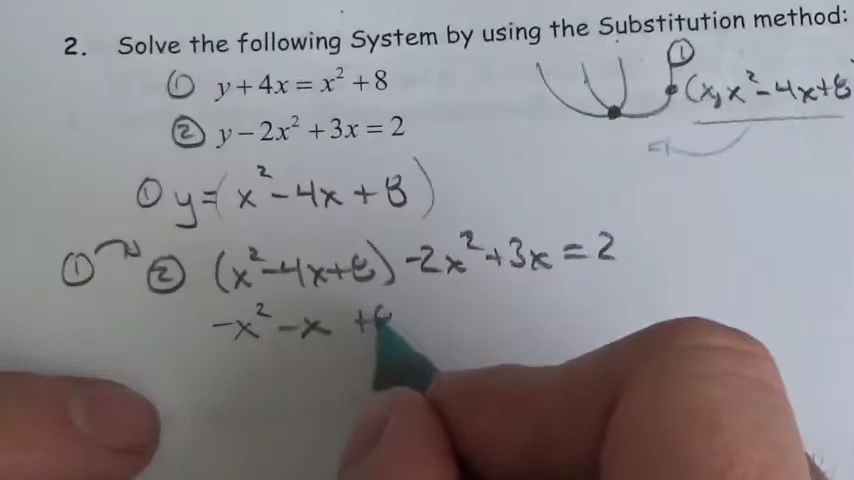 2. Solve the following System by using the Substitution method:
① y + 4x = x² + 8
② y − 2x² + 3x = 2
①
(x, x² − 4x + 8
① y = (x² − 4x + 8)
① ② (x² − 4x + 8) − 2x² + 3x = 2
−x² − x +